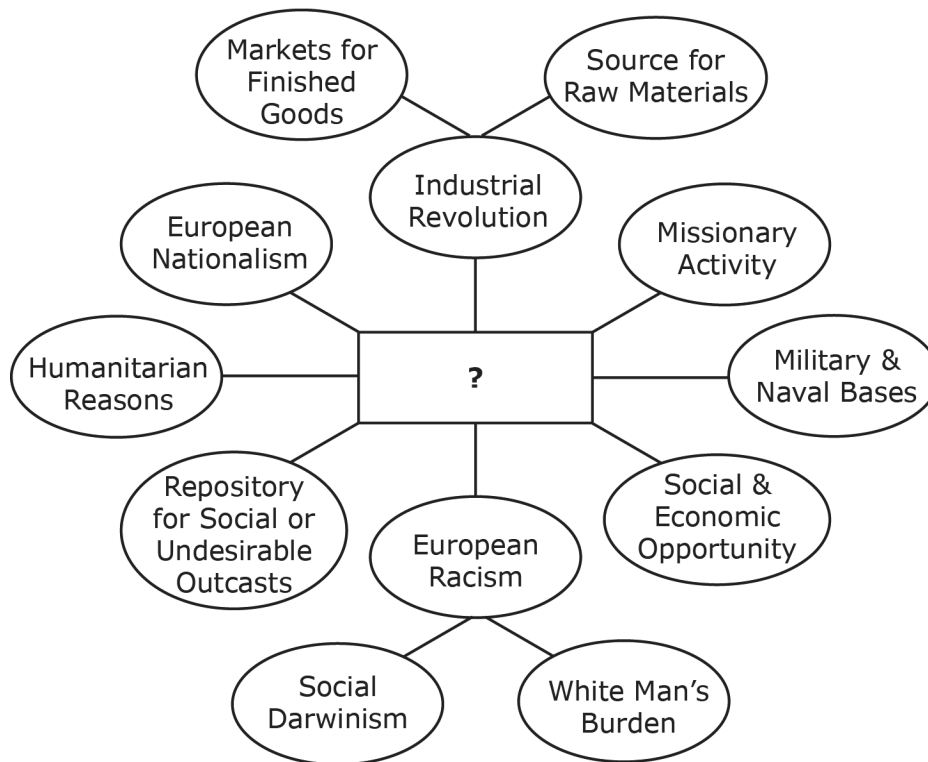 Markets for
Finished
Goods
Source for
Raw Materials
Industrial
Revolution
European
Nationalism
Missionary
Activity
Humanitarian
Reasons
?
Military &
Naval Bases
Repository
for Social or
Undesirable
Outcasts
European
Racism
Social &
Economic
Opportunity
Social
Darwinism
White Man's
Burden